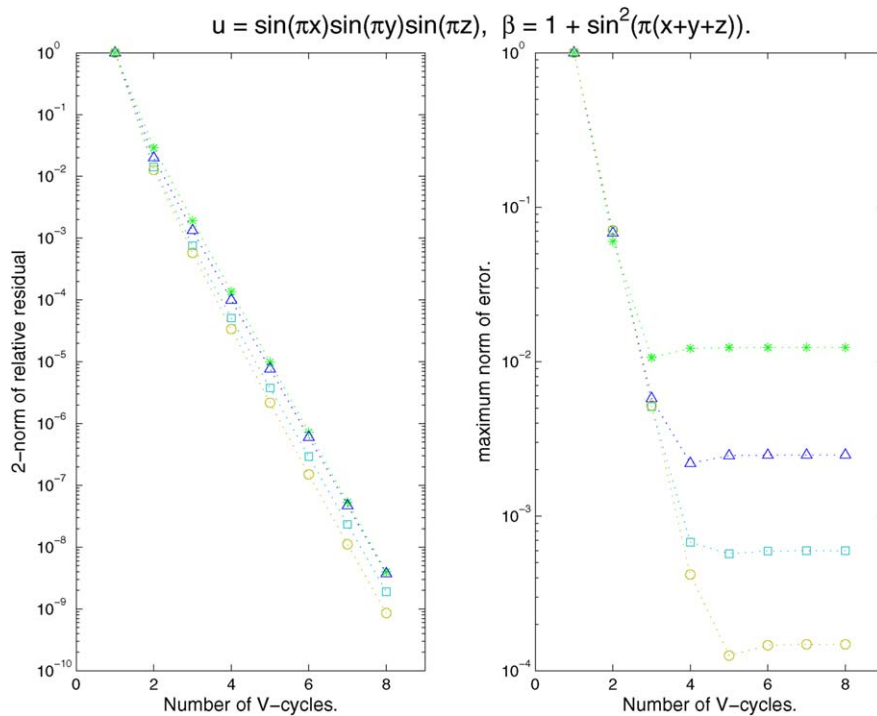 u = sin(πx)sin(πy)sin(πz), β = 1 + sin²(π(x+y+z)).
2−norm of relative residual
10⁰
10⁻¹
10⁻²
10⁻³
10⁻⁴
10⁻⁵
10⁻⁶
10⁻⁷
10⁻⁸
10⁻⁹
10⁻¹⁰
0 2 4 6 8
Number of V−cycles.
maximum norm of error.
10⁰
10⁻¹
10⁻²
10⁻³
10⁻⁴
0 2 4 6 8
Number of V−cycles.